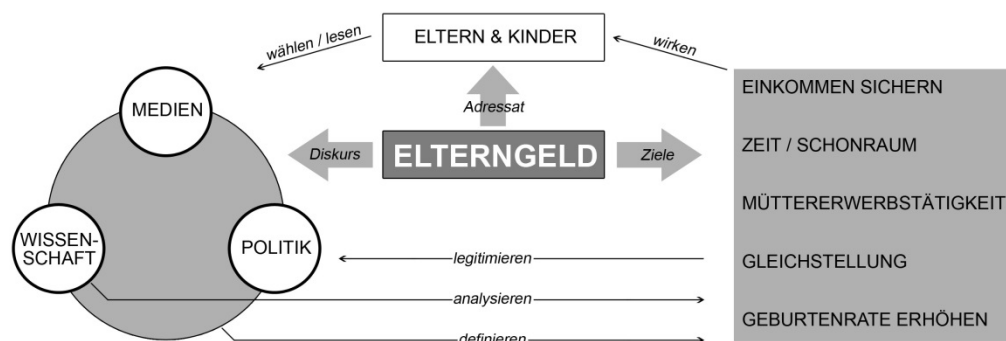 ELTERN & KINDER
wählen / lesen
wirken
MEDIEN
Adressat
EINKOMMEN SICHERN
Diskurs
ELTERNGELD
Ziele
ZEIT / SCHONRAUM
MÜTTERERWERBSTÄTIGKEIT
WISSEN-
SCHAFT
POLITIK
legitimieren
GLEICHSTELLUNG
analysieren
GEBURTENRATE ERHÖHEN
definieren